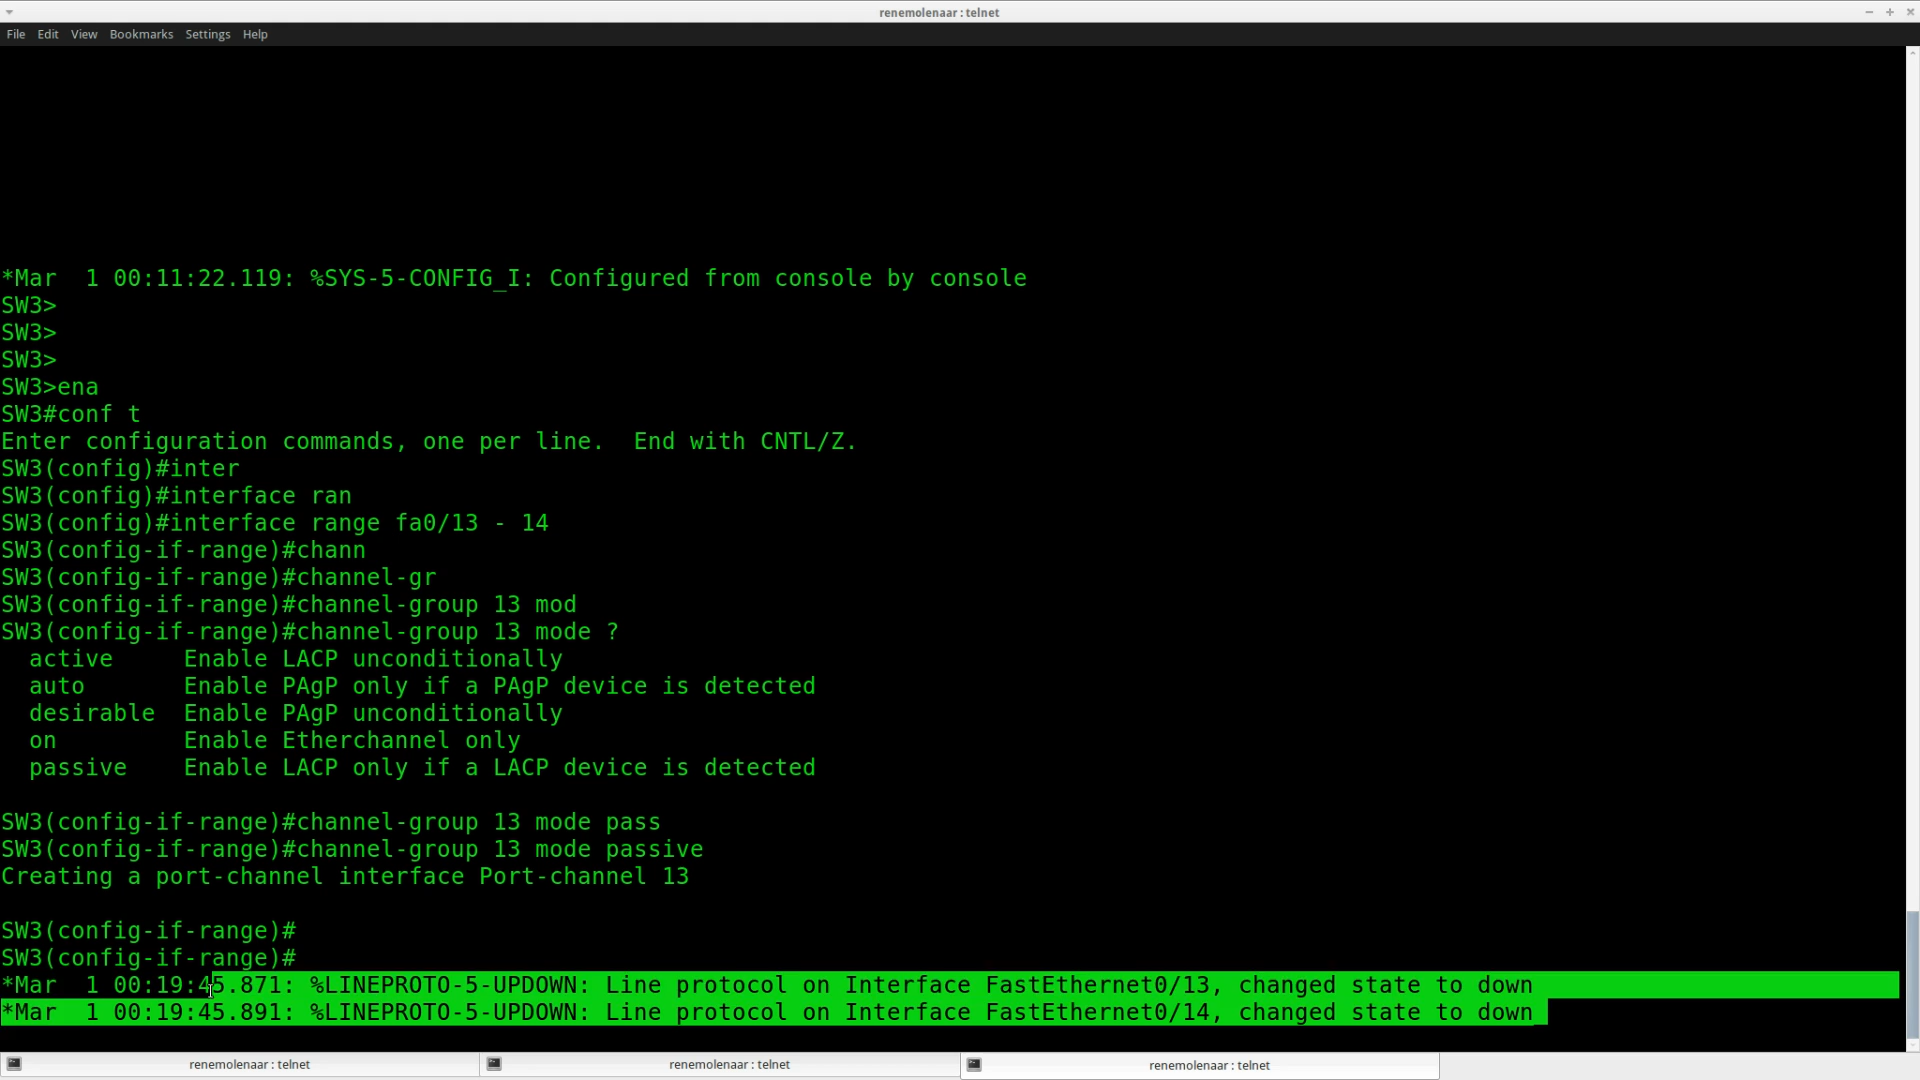 renemolenaar : telnet
File Edit View Bookmarks Settings Help
*Mar  1 00:11:22.119: %SYS-5-CONFIG_I: Configured from console by console
SW3>
SW3>
SW3>
SW3>ena
SW3#conf t
Enter configuration commands, one per line.  End with CNTL/Z.
SW3(config)#inter
SW3(config)#interface ran
SW3(config)#interface range fa0/13 - 14
SW3(config-if-range)#chann
SW3(config-if-range)#channel-gr
SW3(config-if-range)#channel-group 13 mod
SW3(config-if-range)#channel-group 13 mode ?
  active     Enable LACP unconditionally
  auto       Enable PAgP only if a PAgP device is detected
  desirable  Enable PAgP unconditionally
  on         Enable Etherchannel only
  passive    Enable LACP only if a LACP device is detected
SW3(config-if-range)#channel-group 13 mode pass
SW3(config-if-range)#channel-group 13 mode passive
Creating a port-channel interface Port-channel 13
SW3(config-if-range)#
SW3(config-if-range)#
*Mar  1 00:19:45.871: %LINEPROTO-5-UPDOWN: Line protocol on Interface FastEthernet0/13, changed state to down
*Mar  1 00:19:45.891: %LINEPROTO-5-UPDOWN: Line protocol on Interface FastEthernet0/14, changed state to down
renemolenaar : telnet renemolenaar : telnet renemolenaar : telnet